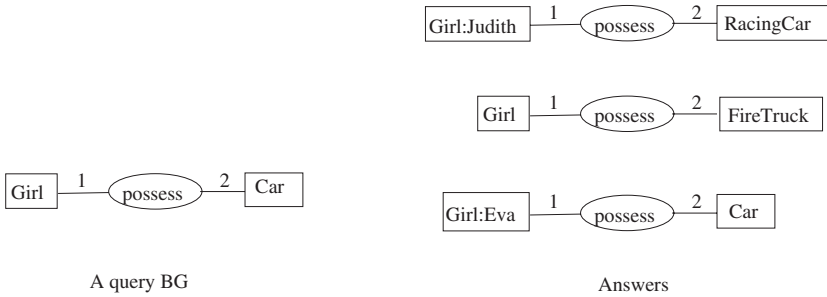 Girl:Judith 1 possess 2 RacingCar
Girl 1 possess 2 FireTruck
Girl 1 possess 2 Car
Girl:Eva 1 possess 2 Car
A query BG
Answers